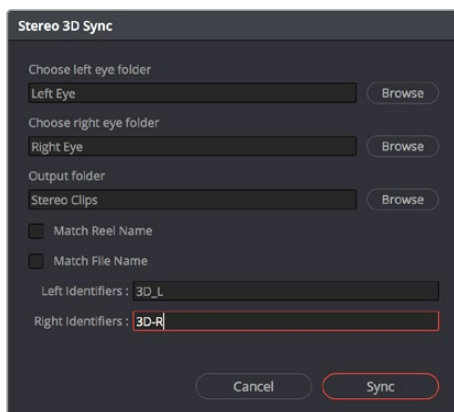 Stereo 3D Sync
Choose left eye folder
Left Eye Browse
Choose right eye folder
Right Eye Browse
Output folder
Stereo Clips Browse
Match Reel Name
Match File Name
Left Identifiers : 3D_L
Right Identifiers : 3D-R
Cancel Sync